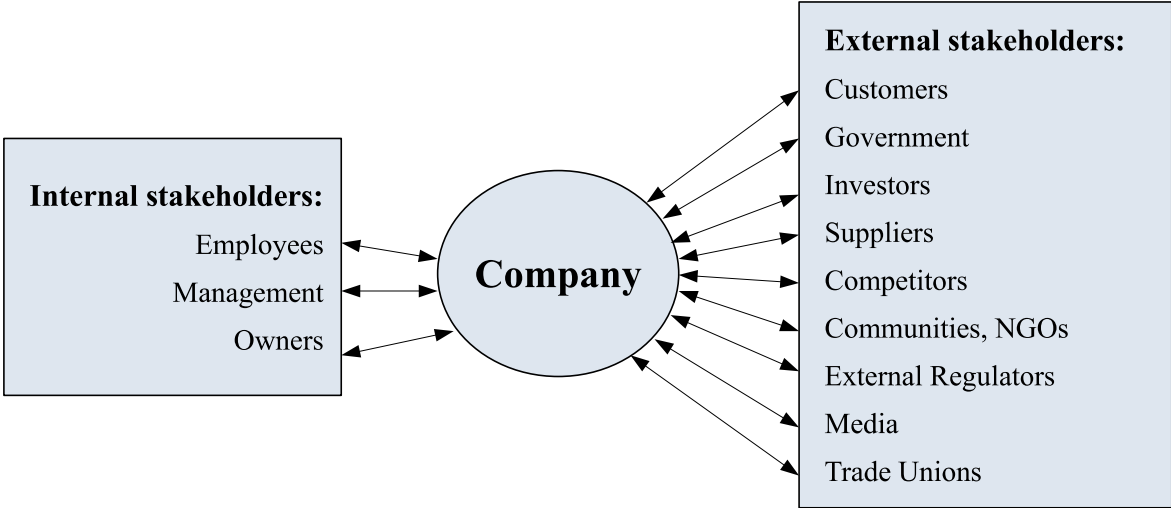 Internal stakeholders:
Employees
Management
Owners
Company
External stakeholders:
Customers
Government
Investors
Suppliers
Competitors
Communities, NGOs
External Regulators
Media
Trade Unions